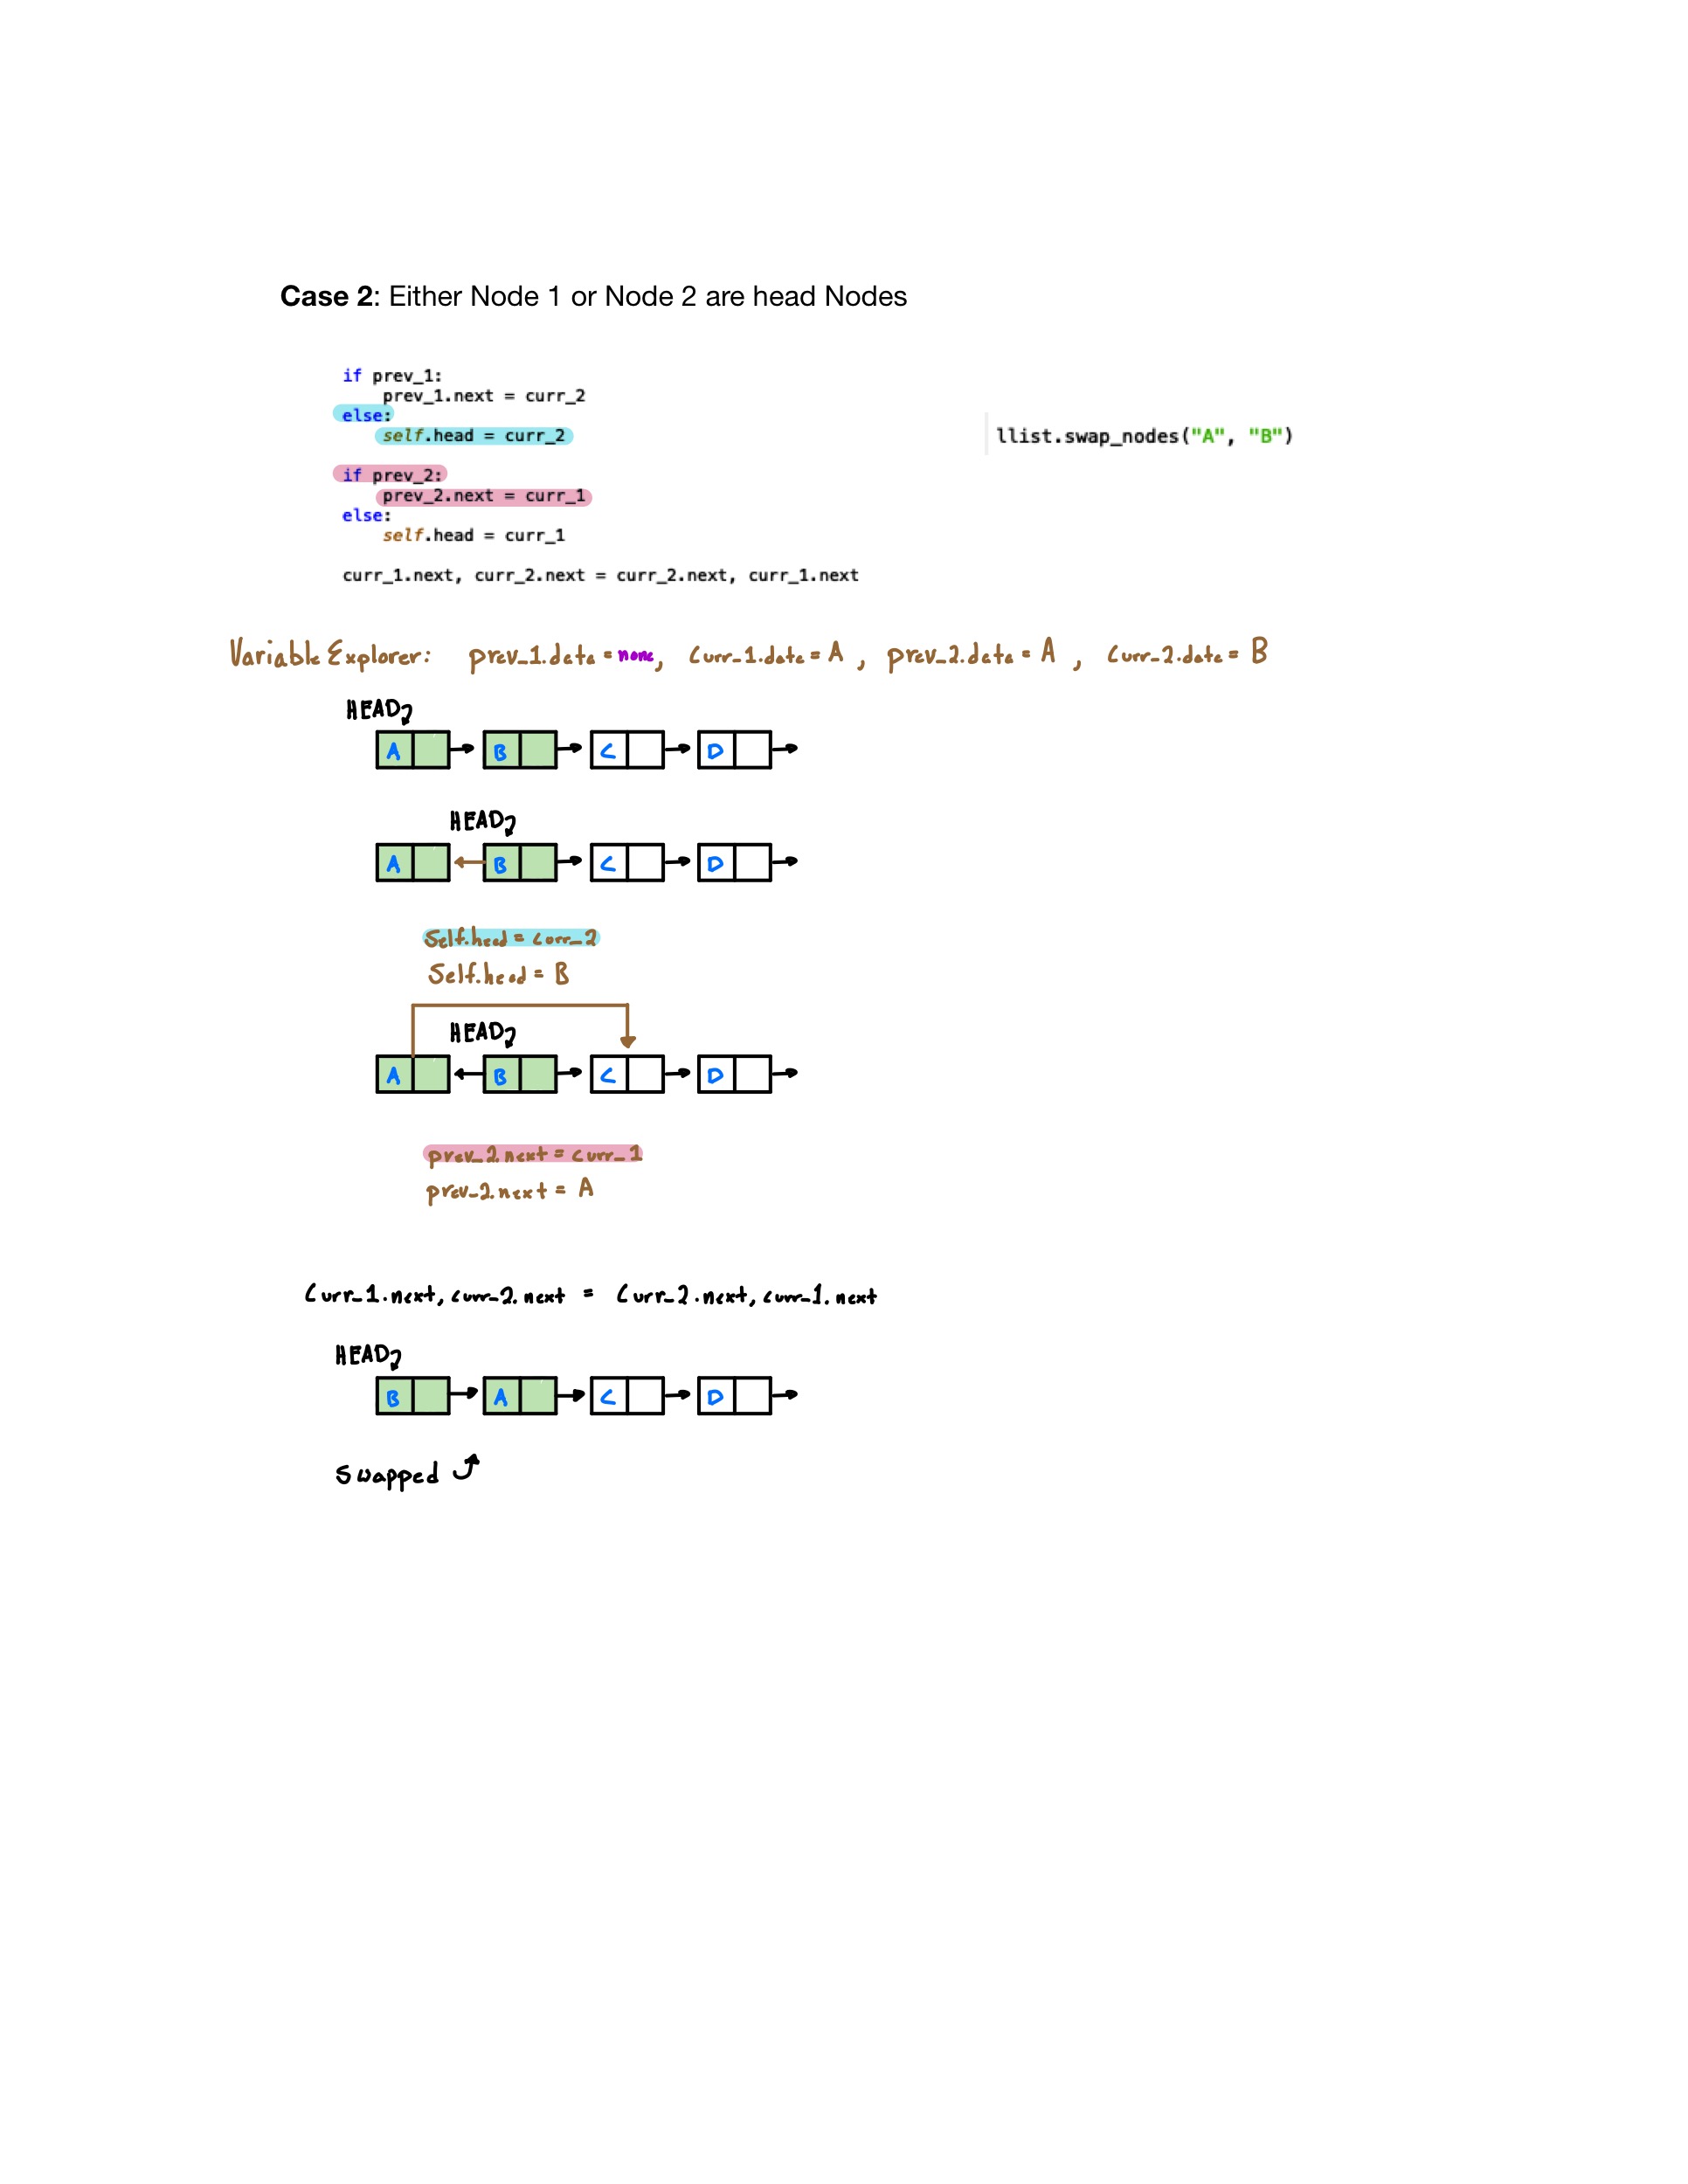 Case 2: Either Node 1 or Node 2 are head Nodes
if prev_1:
prev_1.next = curr_2
else:
self.head = curr_2
llist.swap_nodes("A", "B")
if prev_2:
prev_2.next = curr_1
else:
self.head = curr_1
curr_1.next, curr_2.next = curr_2.next, curr_1.next
Variable Explorer: prev_1.data = none, Curr_1.data = A , prev_2.data = A , Curr_2.data = B
HEAD
A B C D
HEAD
A B C D
Self.head = curr_2
Self.head = B
HEAD
A B C D
prev_2.next = curr_1
prev_2.next = A
Curr_1.next, curr_2.next = Curr_2.next, curr_1.next
HEAD
B A C D
Swapped